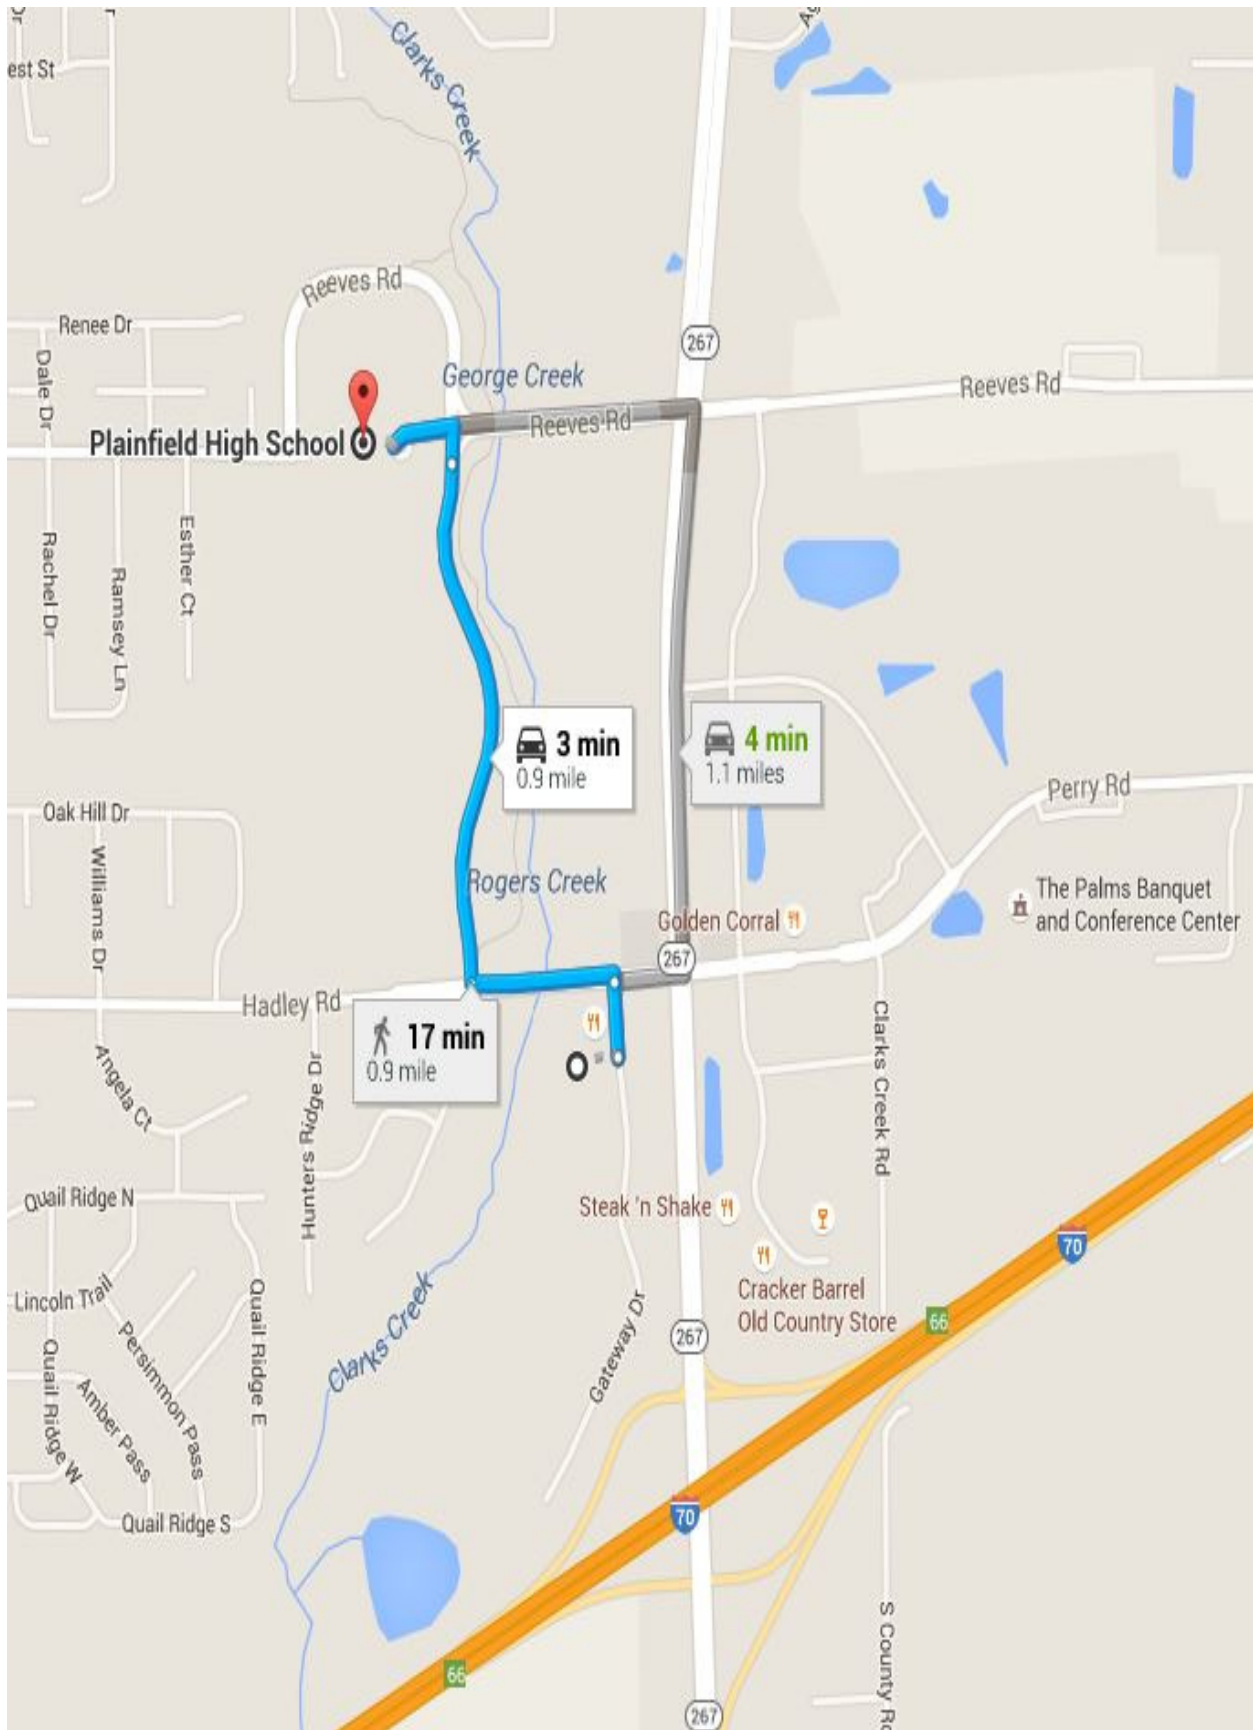 Dr
est St
Clarks Creek
Reeves Rd
Renee Dr
267
Dale Dr
George Creek
Reeves Rd
Reeves Rd
Plainfield High School
Rachel Dr
Ramsey Ln
Esther Ct
3 min
0.9 mile
4 min
1.1 miles
Perry Rd
Oak Hill Dr
Williams Dr
Rogers Creek
The Palms Banquet
and Conference Center
Golden Corral
267
Hadley Rd
17 min
0.9 mile
Angela Ct
Hunters Ridge Dr
Clarks Creek Rd
Quail Ridge N
Steak 'n Shake
70
Lincoln Trail
Cracker Barrel
Old Country Store
66
267
Clarks Creek
Gateway Dr
Persimmon Pass
Quail Ridge E
Quail Ridge W
Amber Pass
70
Quail Ridge S
66
S County Rd
267